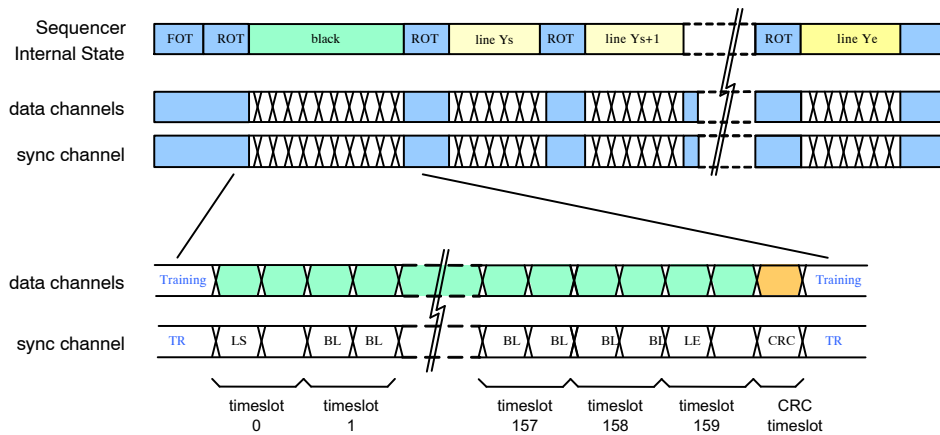 Sequencer
Internal State
FOT ROT black ROT line Ys ROT line Ys+1 ROT line Ye
data channels
sync channel
data channels Training Training
sync channel TR LS BL BL BL BL BL BL LE CRC TR
timeslot timeslot timeslot timeslot timeslot CRC
0 1 157 158 159 timeslot